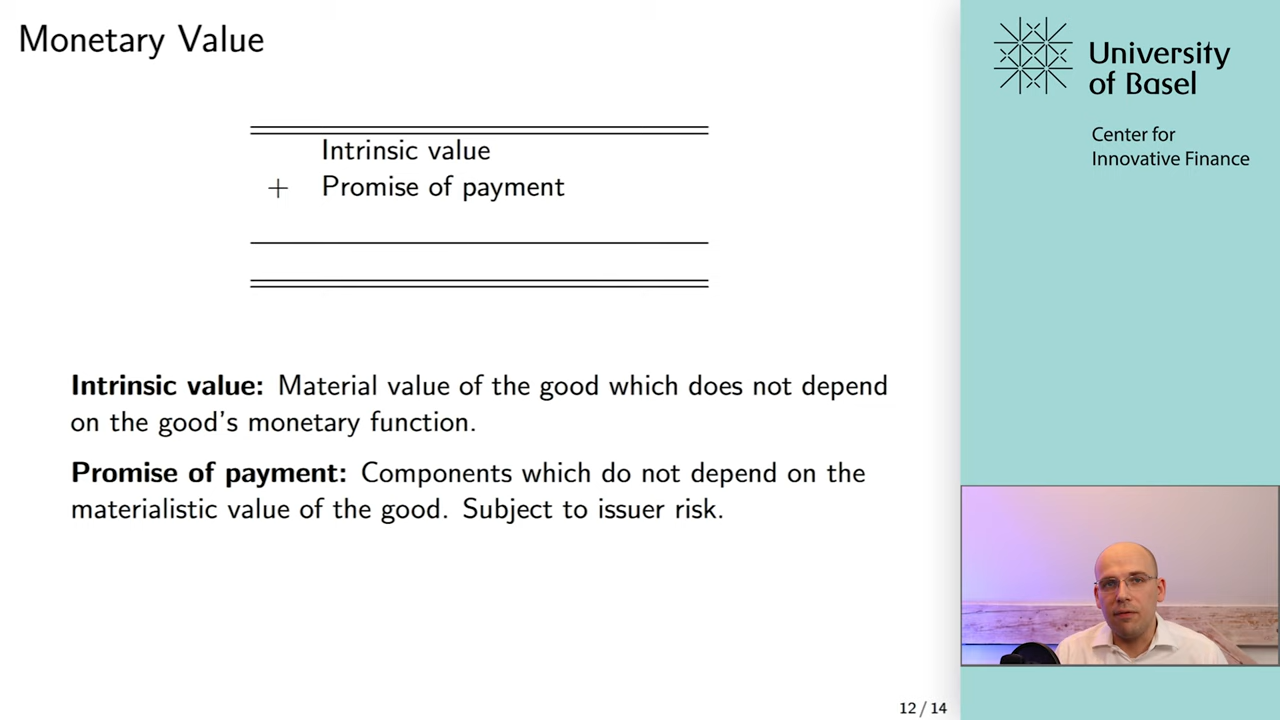 Monetary Value
Intrinsic value
+ Promise of payment
Intrinsic value: Material value of the good which does not depend
on the good's monetary function.
Promise of payment: Components which do not depend on the
materialistic value of the good. Subject to issuer risk.
12 / 14
University
of Basel
Center for
Innovative Finance